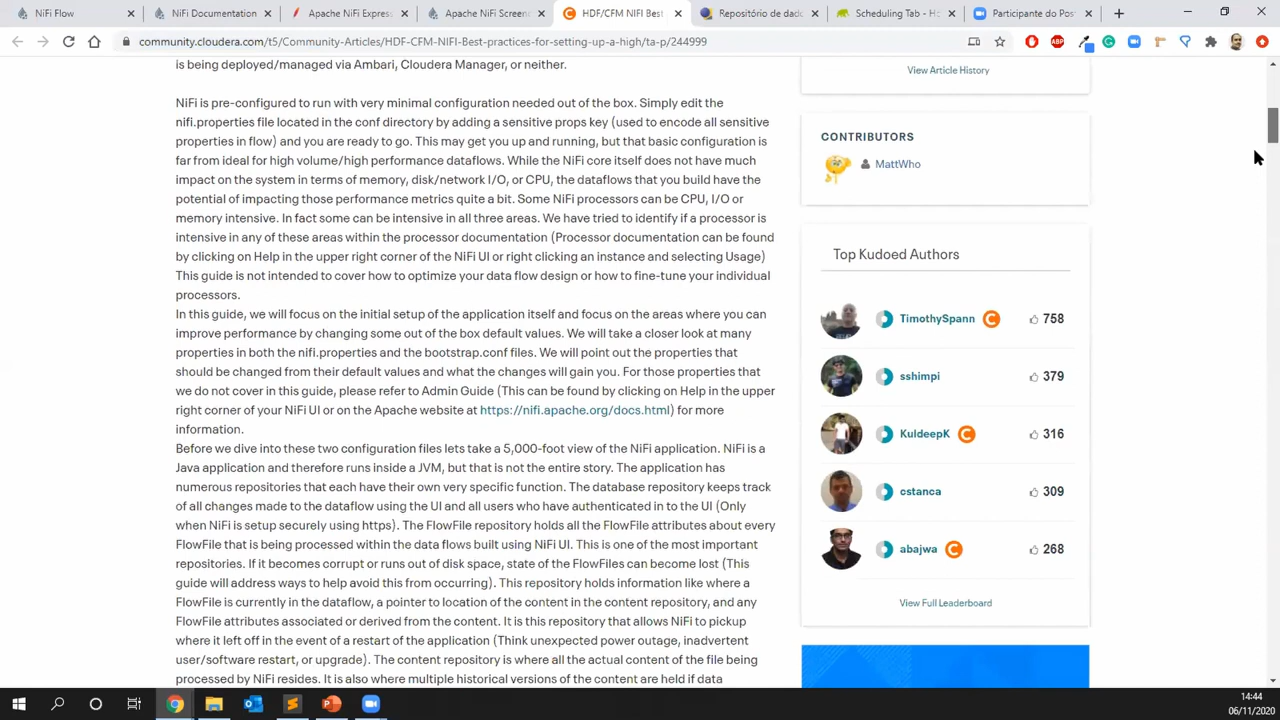 NiFi Flow
NiFi Documentation
Apache NiFi Expres
Apache NiFi Screen
HDF/CFM NIFI Best
Repositório de dado
Scheduling Tab - H
Participante do Pos
community.cloudera.com/t5/Community-Articles/HDF-CFM-NIFI-Best-practices-for-setting-up-a-high/ta-p/244999
is being deployed/managed via Ambari, Cloudera Manager, or neither.
NiFi is pre-configured to run with very minimal configuration needed out of the box. Simply edit the
nifi.properties file located in the conf directory by adding a sensitive props key (used to encode all sensitive
properties in flow) and you are ready to go. This may get you up and running, but that basic configuration is
far from ideal for high volume/high performance dataflows. While the NiFi core itself does not have much
impact on the system in terms of memory, disk/network I/O, or CPU, the dataflows that you build have the
potential of impacting those performance metrics quite a bit. Some NiFi processors can be CPU, I/O or
memory intensive. In fact some can be intensive in all three areas. We have tried to identify if a processor is
intensive in any of these areas within the processor documentation (Processor documentation can be found
by clicking on Help in the upper right corner of the NiFi UI or right clicking an instance and selecting Usage)
This guide is not intended to cover how to optimize your data flow design or how to fine-tune your individual
processors.
In this guide, we will focus on the initial setup of the application itself and focus on the areas where you can
improve performance by changing some out of the box default values. We will take a closer look at many
properties in both the nifi.properties and the bootstrap.conf files. We will point out the properties that
should be changed from their default values and what the changes will gain you. For those properties that
we do not cover in this guide, please refer to Admin Guide (This can be found by clicking on Help in the upper
right corner of your NiFi UI or on the Apache website at https://nifi.apache.org/docs.html) for more
information.
Before we dive into these two configuration files lets take a 5,000-foot view of the NiFi application. NiFi is a
Java application and therefore runs inside a JVM, but that is not the entire story. The application has
numerous repositories that each have their own very specific function. The database repository keeps track
of all changes made to the dataflow using the UI and all users who have authenticated in to the UI (Only
when NiFi is setup securely using https). The FlowFile repository holds all the FlowFile attributes about every
FlowFile that is being processed within the data flows built using NiFi UI. This is one of the most important
repositories. If it becomes corrupt or runs out of disk space, state of the FlowFiles can become lost (This
guide will address ways to help avoid this from occurring). This repository holds information like where a
FlowFile is currently in the dataflow, a pointer to location of the content in the content repository, and any
FlowFile attributes associated or derived from the content. It is this repository that allows NiFi to pickup
where it left off in the event of a restart of the application (Think unexpected power outage, inadvertent
user/software restart, or upgrade). The content repository is where all the actual content of the file being
processed by NiFi resides. It is also where multiple historical versions of the content are held if data
View Article History
CONTRIBUTORS
MattWho
Top Kudoed Authors
TimothySpann 758
sshimpi 379
KuldeepK 316
cstanca 309
abajwa 268
View Full Leaderboard
14:44
06/11/2020